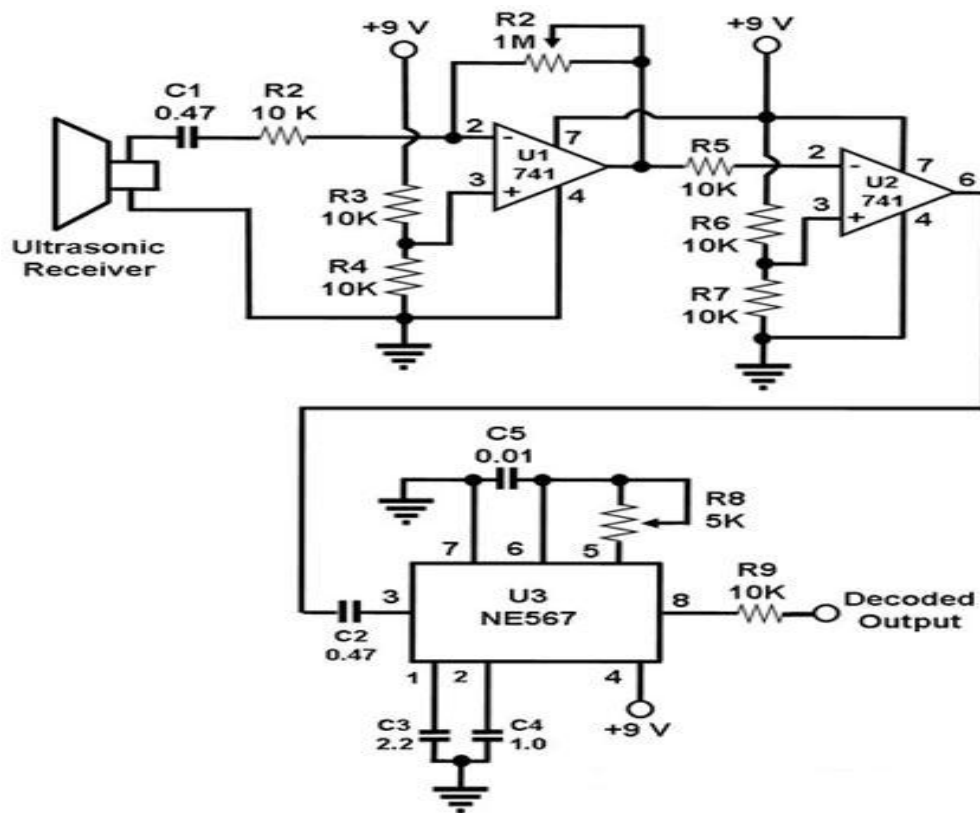 +9 V
R2
1M
+9 V
C1
0.47
R2
10 K
2
-
7
U1
741
3
+
4
R3
10K
R4
10K
R5
10K
2
-
7
6
U2
741
3
+
4
R6
10K
R7
10K
Ultrasonic
Receiver
C5
0.01
R8
5K
7
6
5
R9
10K
3
U3
NE567
8
Decoded
Output
C2
0.47
1
2
4
C3
2.2
C4
1.0
+9 V